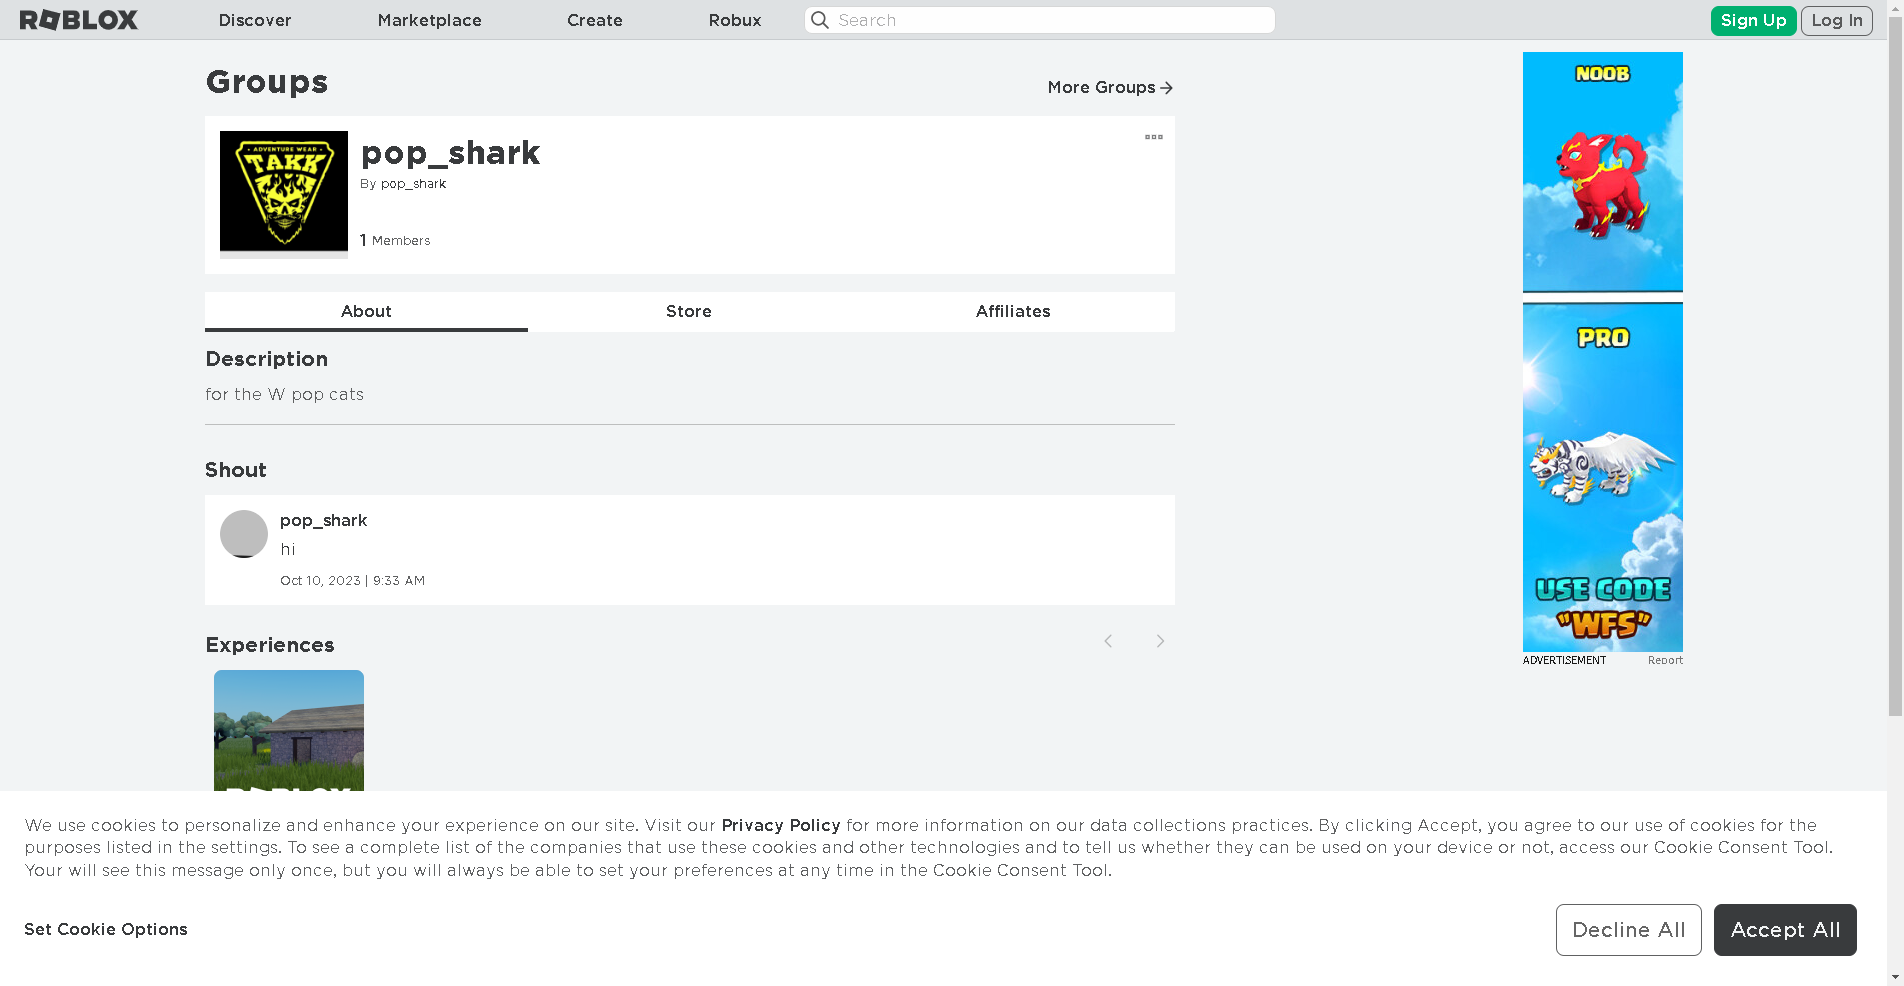 ROBLOX
Discover
Marketplace
Create
Robux
Search
Sign Up
Log In
Groups
More Groups
ADVENTURE WEAR
TAKK
pop_shark
By pop_shark
1 Members
About
Store
Affiliates
Description
for the W pop cats
Shout
pop_shark
hi
Oct 10, 2023 | 9:33 AM
Experiences
ROBLOX
NOOB
PRO
USE CODE
"WFS"
ADVERTISEMENT
Report
We use cookies to personalize and enhance your experience on our site. Visit our Privacy Policy for more information on our data collections practices. By clicking Accept, you agree to our use of cookies for the
purposes listed in the settings. To see a complete list of the companies that use these cookies and other technologies and to tell us whether they can be used on your device or not, access our Cookie Consent Tool.
Your will see this message only once, but you will always be able to set your preferences at any time in the Cookie Consent Tool.
Set Cookie Options
Decline All
Accept All